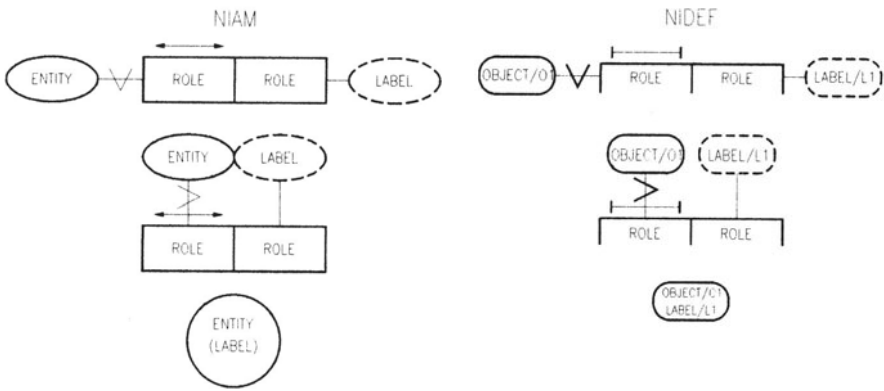 NIAM
NIDEF
ENTITY
ROLE
ROLE
LABEL
OBJECT/O1
ROLE
ROLE
LABEL/L1
ENTITY
LABEL
ROLE
ROLE
OBJECT/O1
LABEL/L1
ROLE
ROLE
ENTITY
(LABEL)
OBJECT/O1
LABEL/L1